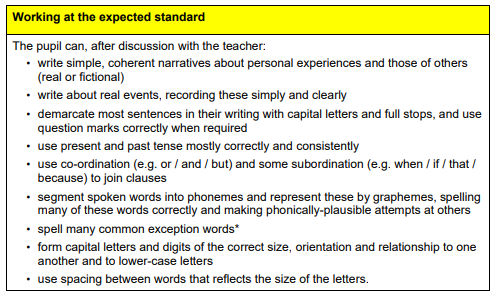 Working at the expected standard
The pupil can, after discussion with the teacher:
• write simple, coherent narratives about personal experiences and those of others
(real or fictional)
• write about real events, recording these simply and clearly
• demarcate most sentences in their writing with capital letters and full stops, and use
question marks correctly when required
• use present and past tense mostly correctly and consistently
• use co-ordination (e.g. or / and / but) and some subordination (e.g. when / if / that /
because) to join clauses
• segment spoken words into phonemes and represent these by graphemes, spelling
many of these words correctly and making phonically-plausible attempts at others
• spell many common exception words*
• form capital letters and digits of the correct size, orientation and relationship to one
another and to lower-case letters
• use spacing between words that reflects the size of the letters.